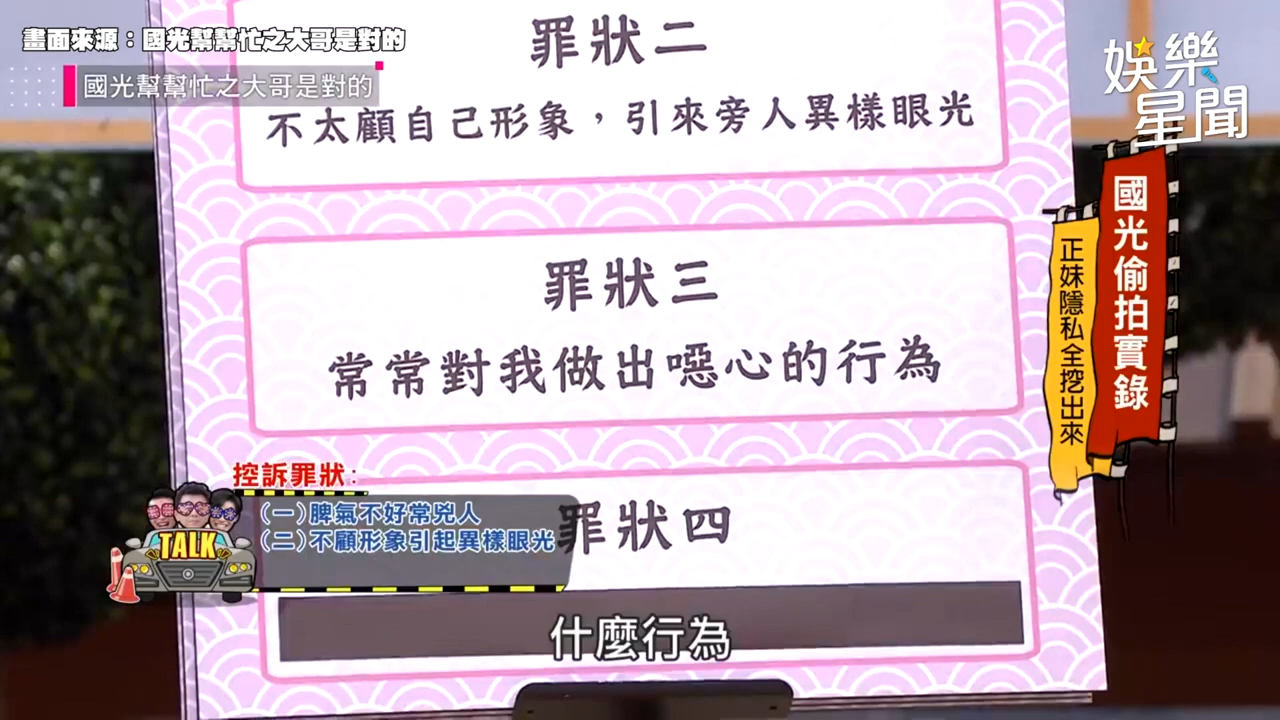 畫面來源：國光幫幫忙之大哥是對的
國光幫幫忙之大哥是對的
娛樂
星聞
國光偷拍實錄
正妹隱私全挖出來
罪狀二
不太顧自己形象，引來旁人異樣眼光
罪狀三
常常對我做出噁心的行為
罪狀四
控訴罪狀:
(一)脾氣不好常兇人
(二)不顧形象引起異樣眼光
TALK
什麼行為